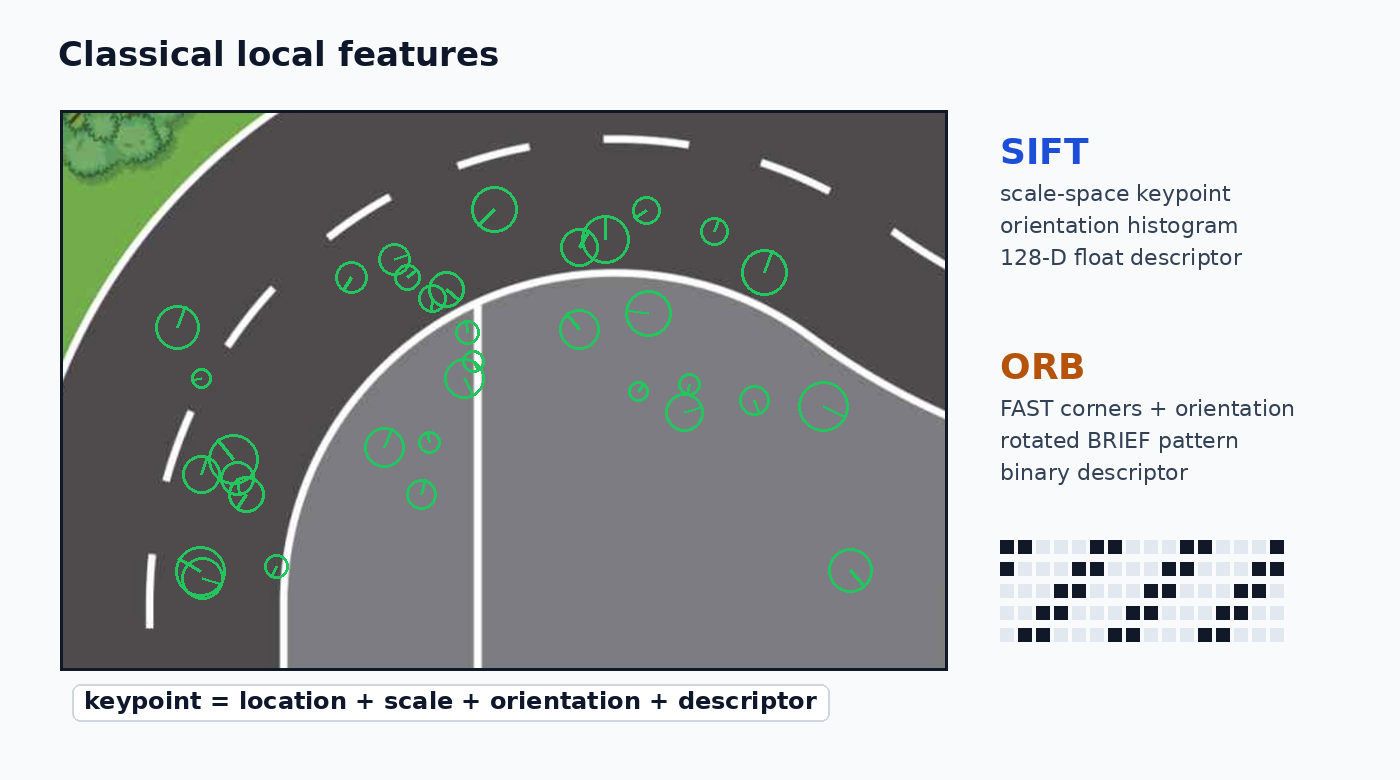 Classical local features
SIFT
scale-space keypoint
orientation histogram
128-D float descriptor
ORB
FAST corners + orientation
rotated BRIEF pattern
binary descriptor
keypoint = location + scale + orientation + descriptor